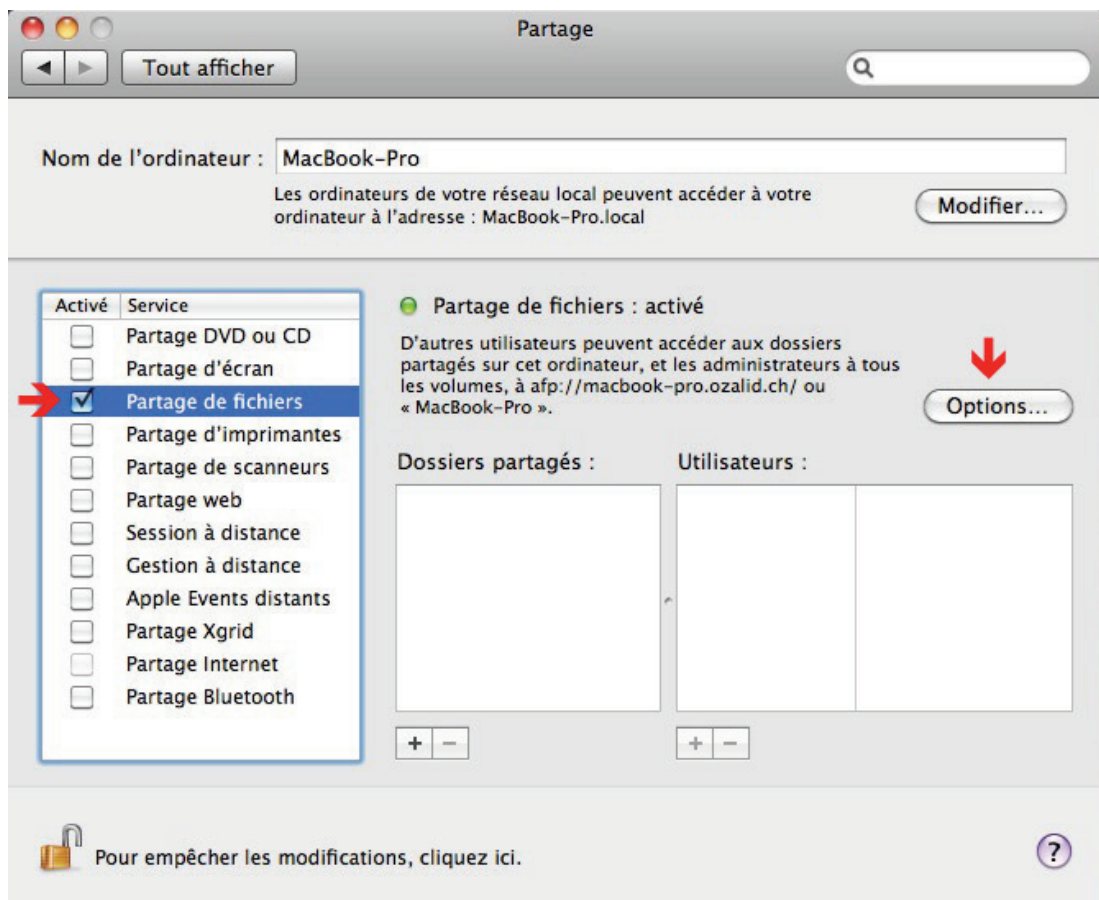 Partage
Tout afficher
Nom de l'ordinateur : MacBook-Pro
Les ordinateurs de votre réseau local peuvent accéder à votre
ordinateur à l'adresse : MacBook-Pro.local
Modifier...
Activé Service
Partage DVD ou CD
Partage d'écran
Partage de fichiers
Partage d'imprimantes
Partage de scanneurs
Partage web
Session à distance
Gestion à distance
Apple Events distants
Partage Xgrid
Partage Internet
Partage Bluetooth
Partage de fichiers : activé
D'autres utilisateurs peuvent accéder aux dossiers
partagés sur cet ordinateur, et les administrateurs à tous
les volumes, à afp://macbook-pro.ozalid.ch/ ou
« MacBook-Pro ».
Options...
Dossiers partagés :
Utilisateurs :
+ −
+ −
Pour empêcher les modifications, cliquez ici.
?